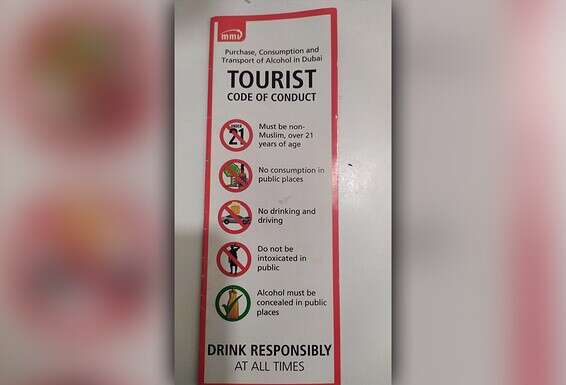 mmi
Purchase, Consumption and
Transport of Alcohol in Dubai
TOURIST
CODE OF CONDUCT
UNDER
21
Must be non-
Muslim, over 21
years of age
No consumption in
public places
No drinking and
driving
Do not be
intoxicated in
public
Alcohol must be
concealed in public
places
DRINK RESPONSIBLY
AT ALL TIMES